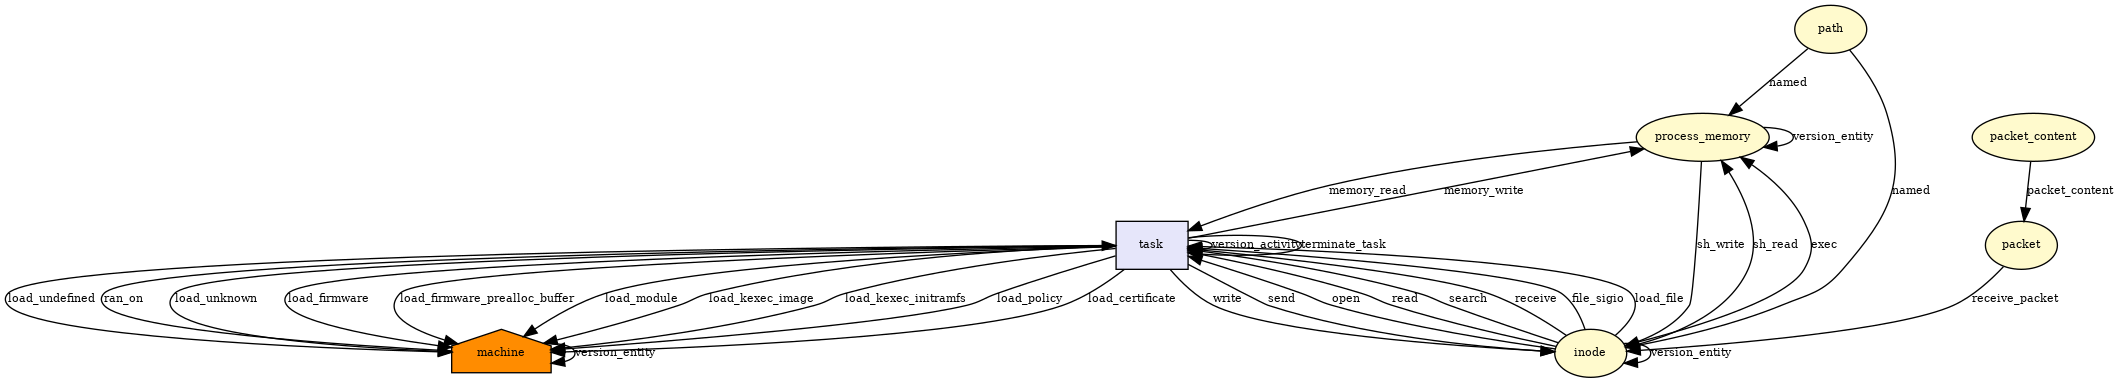 path
named
process_memory
version_entity
packet_content
memory_read
memory_write
named
packet_content
task
version_activity
terminate_task
sh_write
sh_read
exec
packet
load_undefined
ran_on
load_unknown
load_firmware
load_firmware_prealloc_buffer
load_module
load_kexec_image
load_kexec_initramfs
load_policy
load_certificate
write
send
open
read
search
receive
file_sigio
load_file
receive_packet
machine
version_entity
inode
version_entity